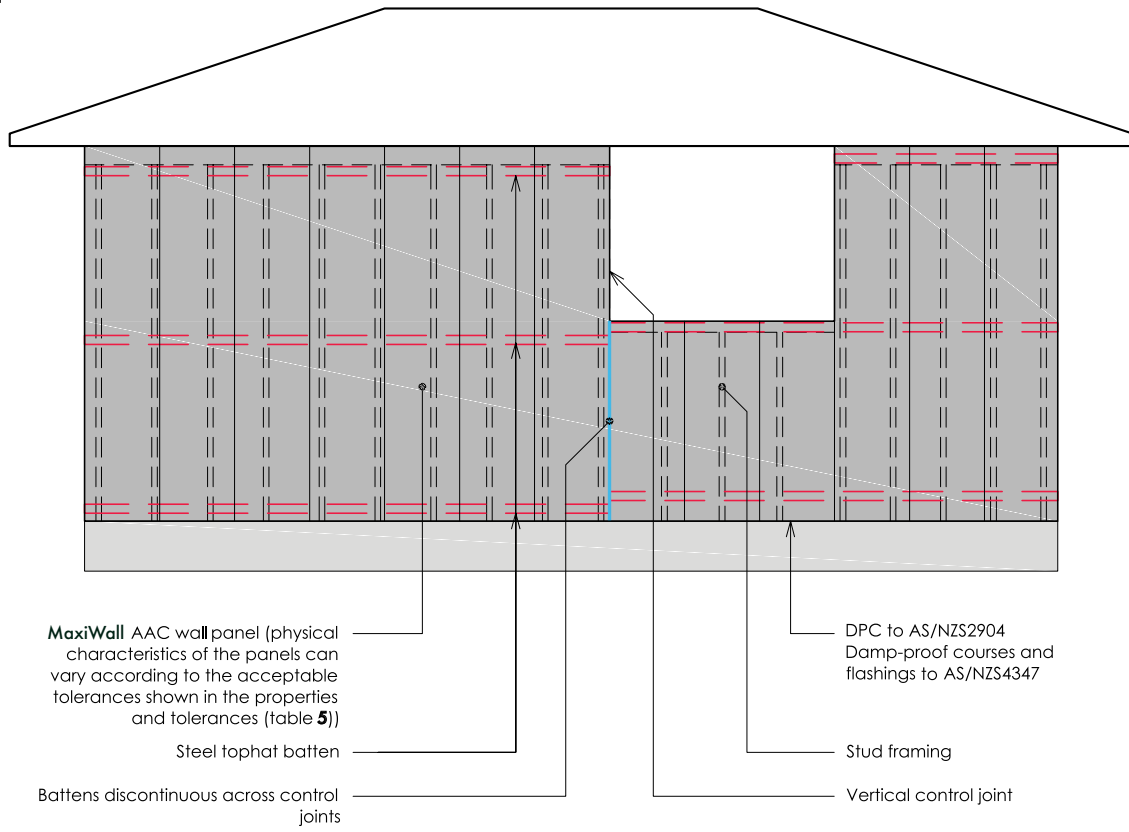 MaxiWall AAC wall panel (physical
characteristics of the panels can
vary according to the acceptable
tolerances shown in the properties
and tolerances (table 5))
Steel tophat batten
Battens discontinuous across control
joints
DPC to AS/NZS2904
Damp-proof courses and
flashings to AS/NZS4347
Stud framing
Vertical control joint